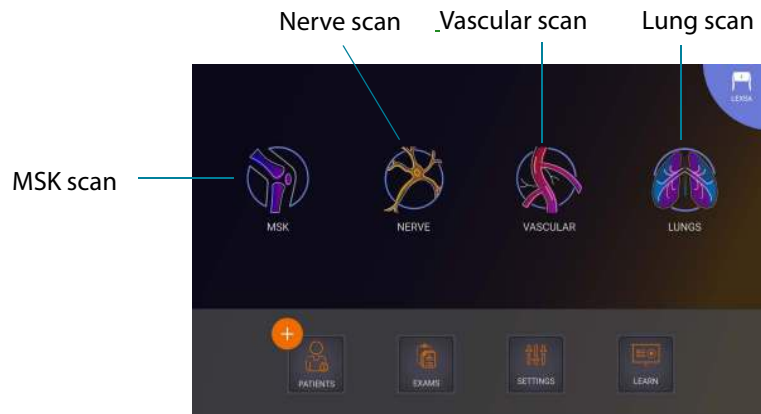 Nerve scan Vascular scan Lung scan
LEXSA
MSK scan
MSK NERVE VASCULAR LUNGS
+
PATIENTS EXAMS SETTINGS LEARN